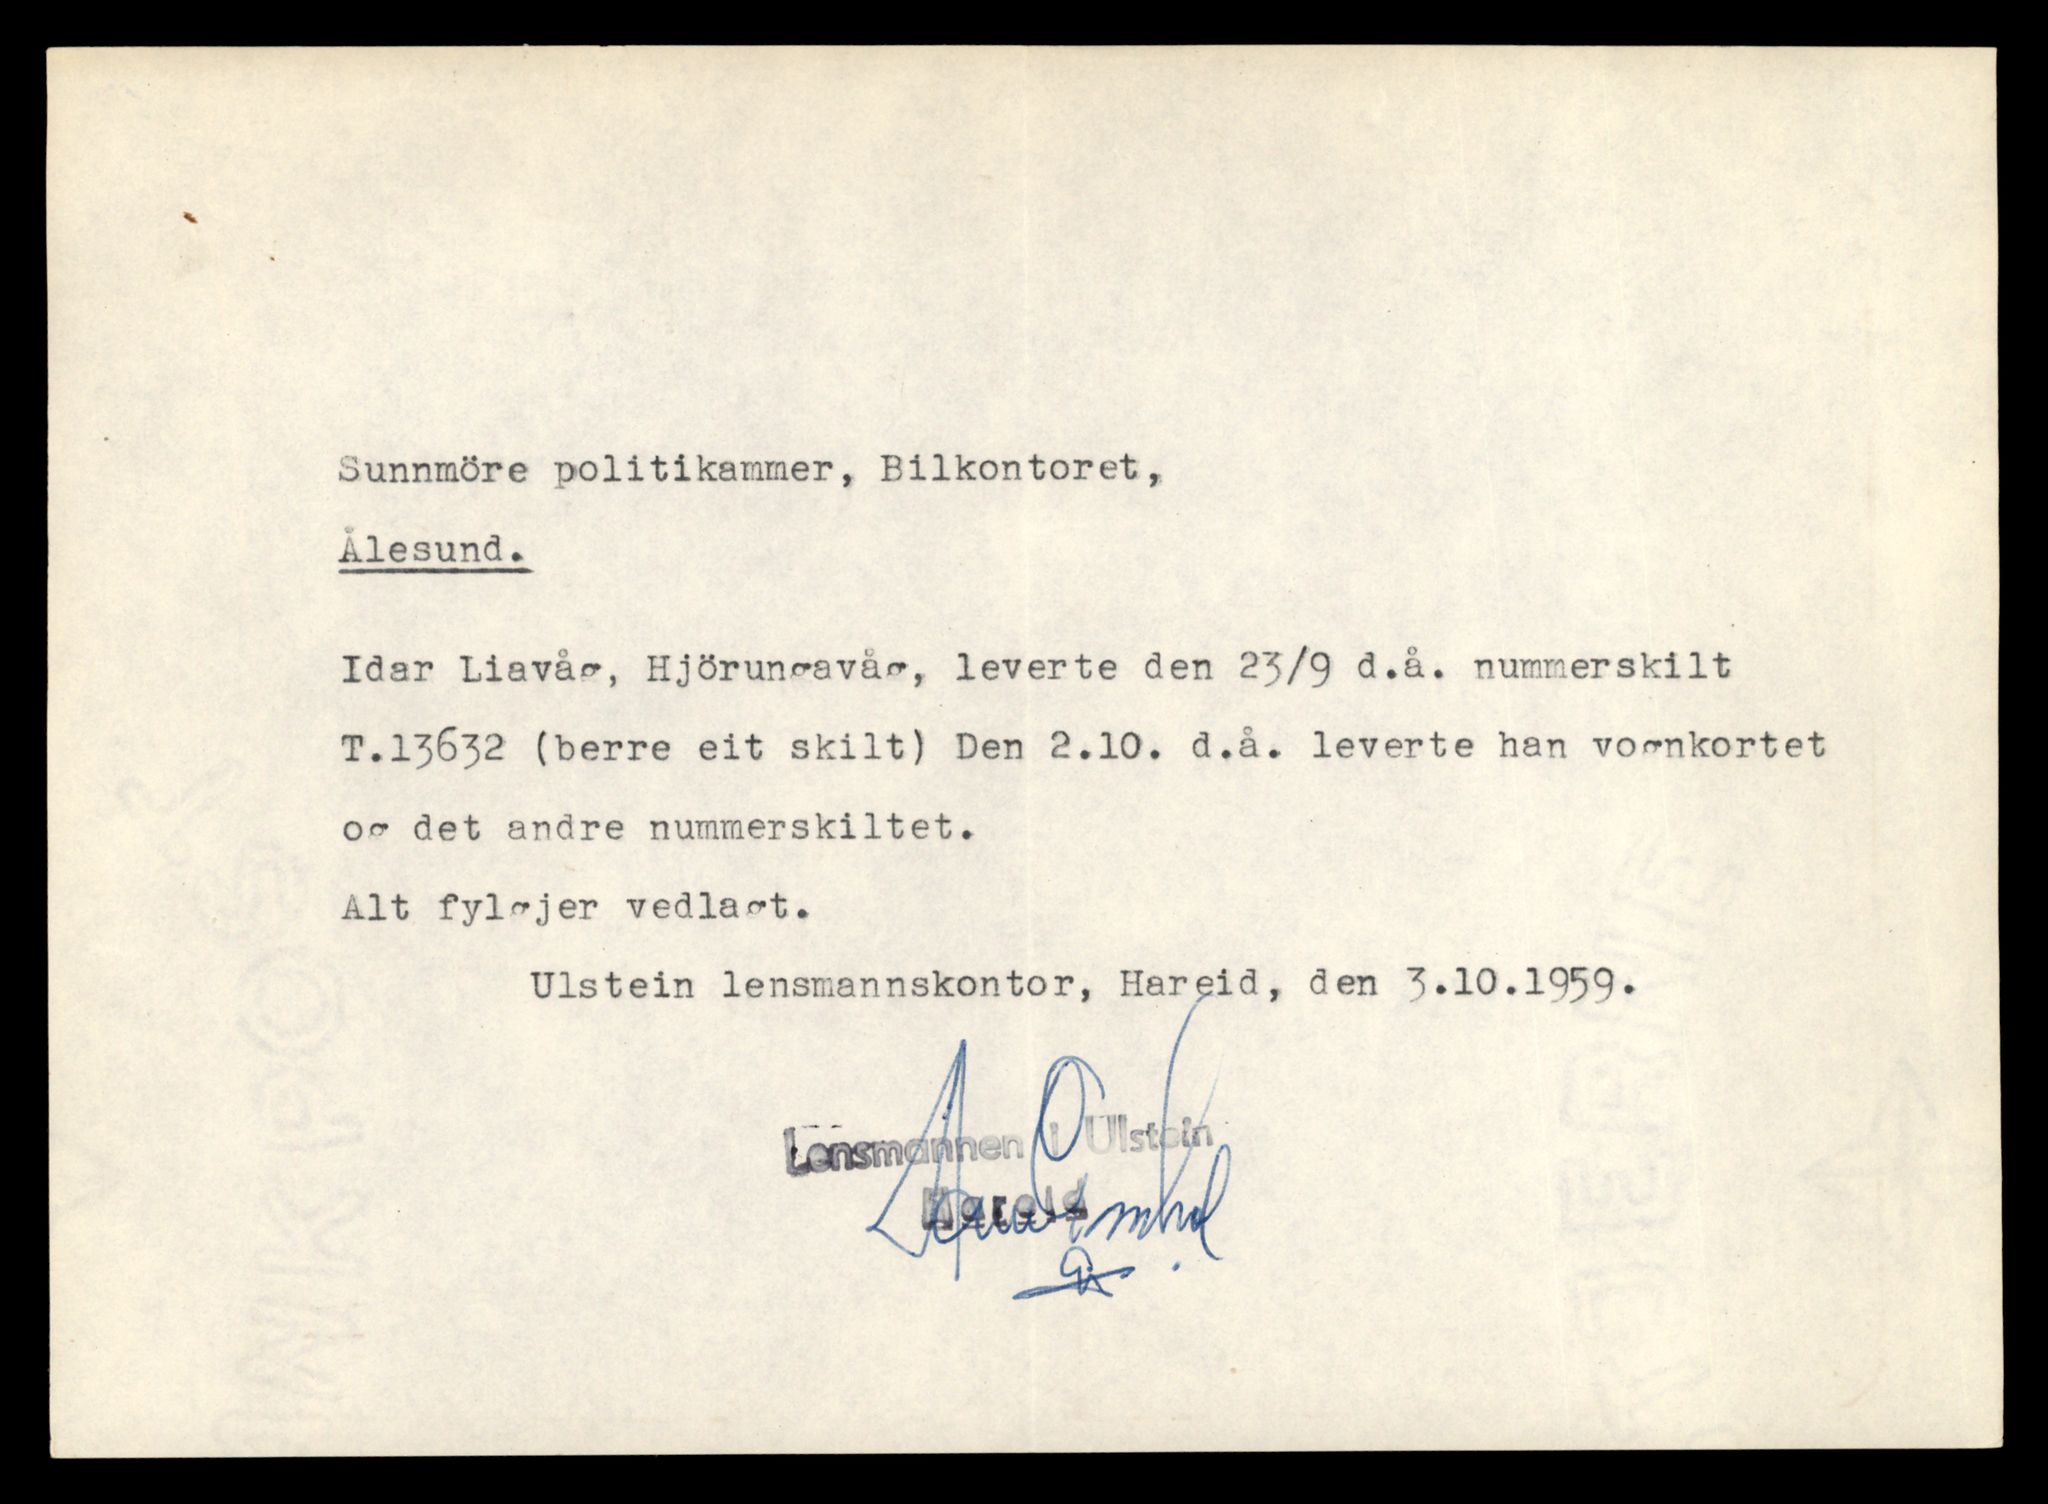 Sunnmöre politikammer, Bilkontoret,
Ålesund.
Idar Liavåg, Hjörungavåg, leverte den 23/9 d.å. nummerskilt
T.13632 (berre eit skilt) Den 2.10. d.å. leverte han vognkortet
og det andre nummerskiltet.
Alt fylgjer vedlagt.
Ulstein lensmannskontor, Hareid, den 3.10.1959.
Lensmannen i Ulstein
Hareid